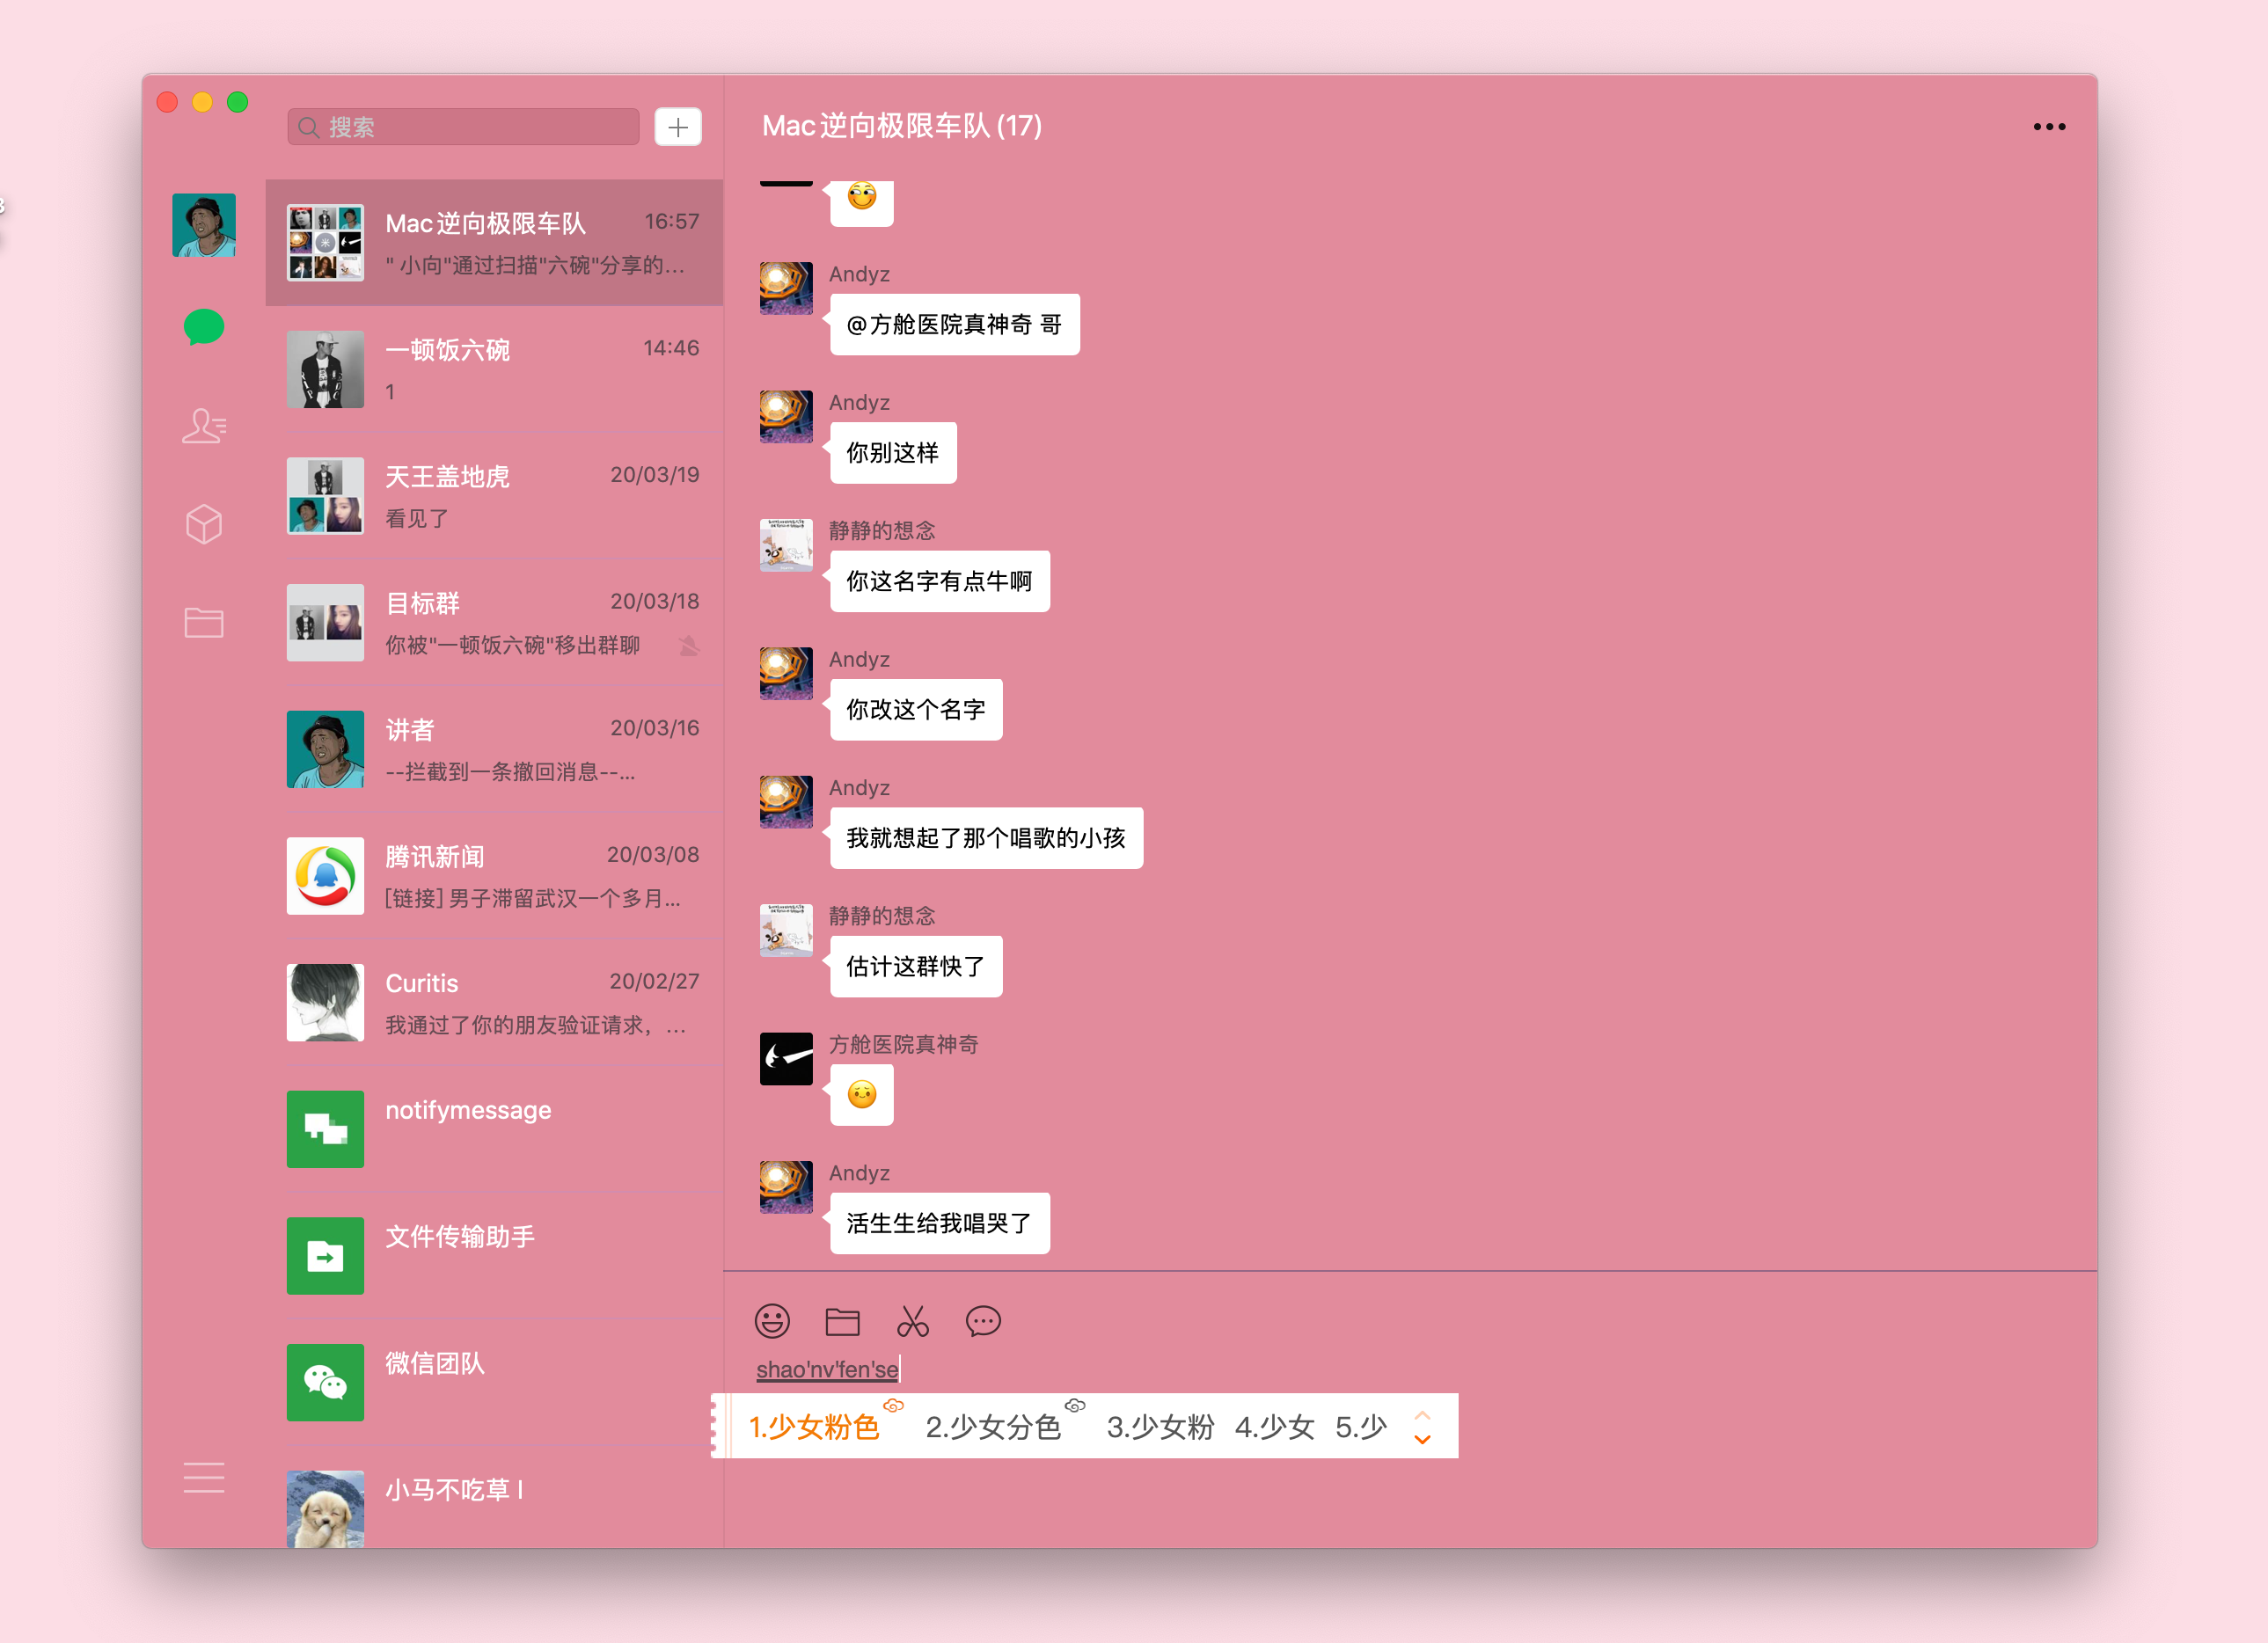 搜索
Mac逆向极限车队 16:57
" 小向"通过扫描"六碗"分享的...
一顿饭六碗 14:46
1
天王盖地虎 20/03/19
看见了
目标群 20/03/18
你被"一顿饭六碗"移出群聊
讲者 20/03/16
--拦截到一条撤回消息--...
腾讯新闻 20/03/08
[链接] 男子滞留武汉一个多月...
Curitis 20/02/27
我通过了你的朋友验证请求，...
notifymessage
文件传输助手
微信团队
小马不吃草 I
Mac逆向极限车队(17)
Andyz
@方舱医院真神奇 哥
Andyz
你别这样
静静的想念
你这名字有点牛啊
Andyz
你改这个名字
Andyz
我就想起了那个唱歌的小孩
静静的想念
估计这群快了
方舱医院真神奇
Andyz
活生生给我唱哭了
shao'nv'fen'se
1.少女粉色 2.少女分色 3.少女粉 4.少女 5.少